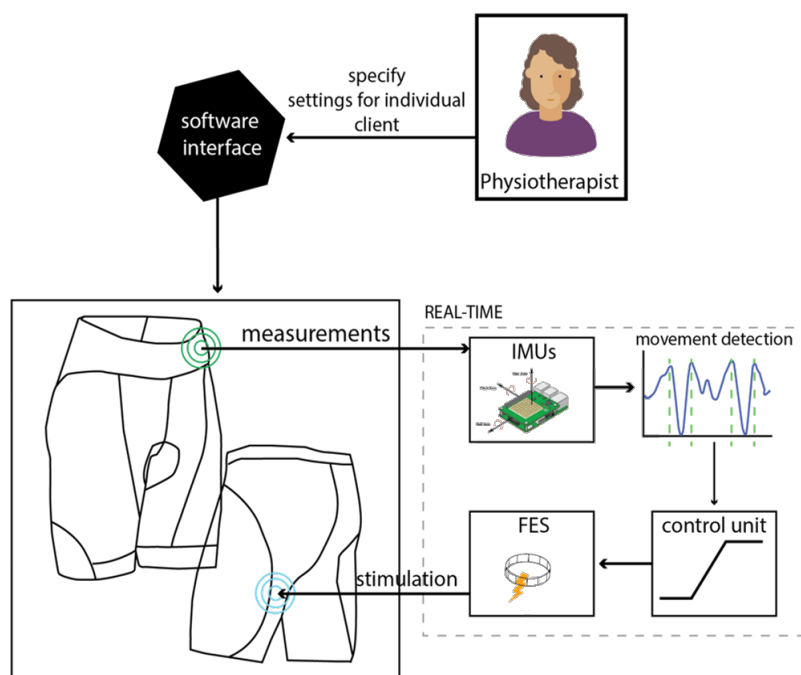 specify
settings for individual
client
software
interface
Physiotherapist
REAL-TIME
measurements
IMUs
movement detection
FES
control unit
stimulation